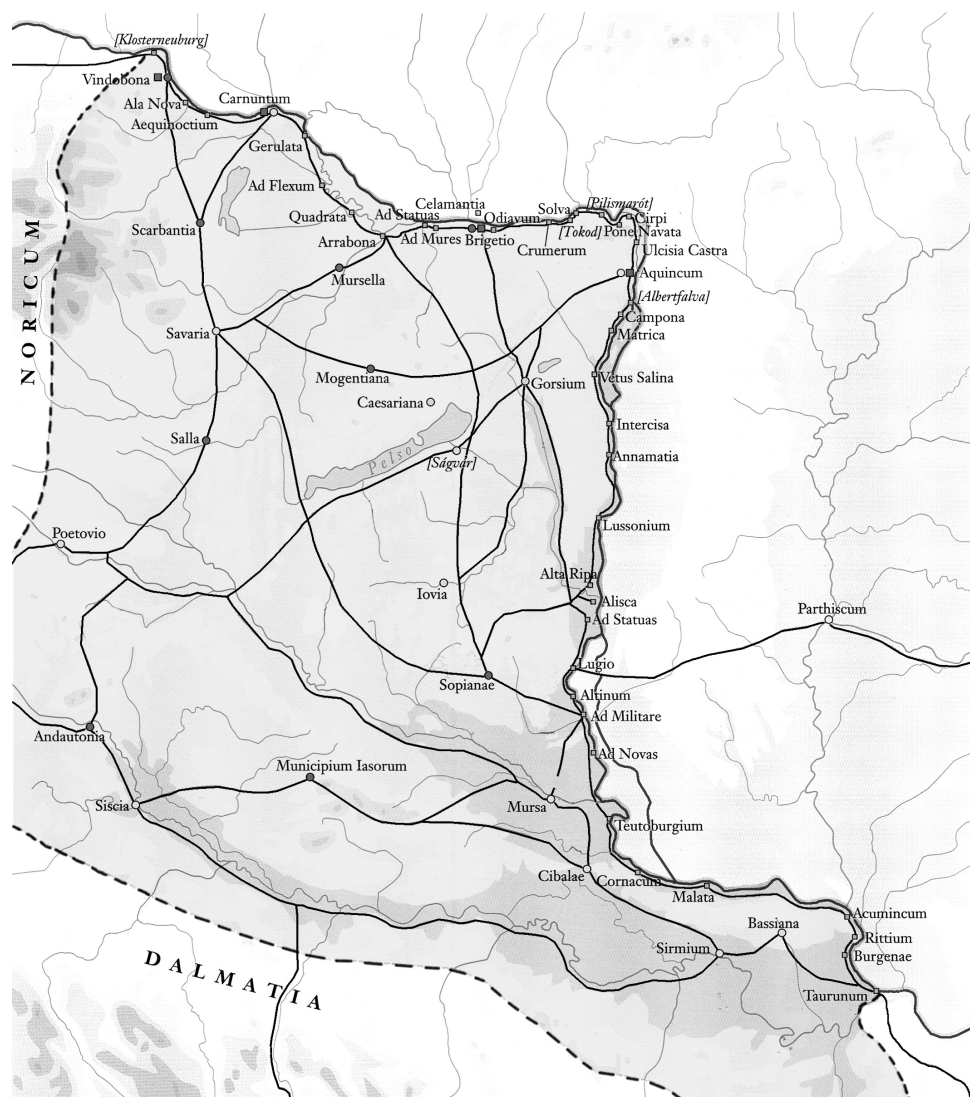 [Klosterneuburg]
Vindobona
Ala Nova
Carnuntum
Aequinoctium
Gerulata
Ad Flexum
Quadrata
Arrabona
Ad Statuas
Ad Mures
Celamantia
Brigetio
Odiavum
Crumerum
Solva
[Tokod]
[Pilismarót]
Cirpi
Pone Navata
Ulcisia Castra
Aquincum
[Albertfalva]
Campona
Matrica
Vetus Salina
Intercisa
Annamatia
Lussonium
Alta Ripa
Alisca
Ad Statuas
Lugio
Altinum
Ad Militare
Ad Novas
Teutoburgium
Cornacum
Malata
Acumincum
Rittium
Burgenae
Taurunum
Bassiana
Sirmium
Cibalae
Mursa
Municipium Iasorum
Siscia
Andautonia
Poetovio
Salla
Savaria
Scarbantia
Mursella
Mogentiana
Caesariana
Gorsium
Pelso
[Ságvár]
Iovia
Sopianae
Parthiscum
NORICUM
DALMATIA